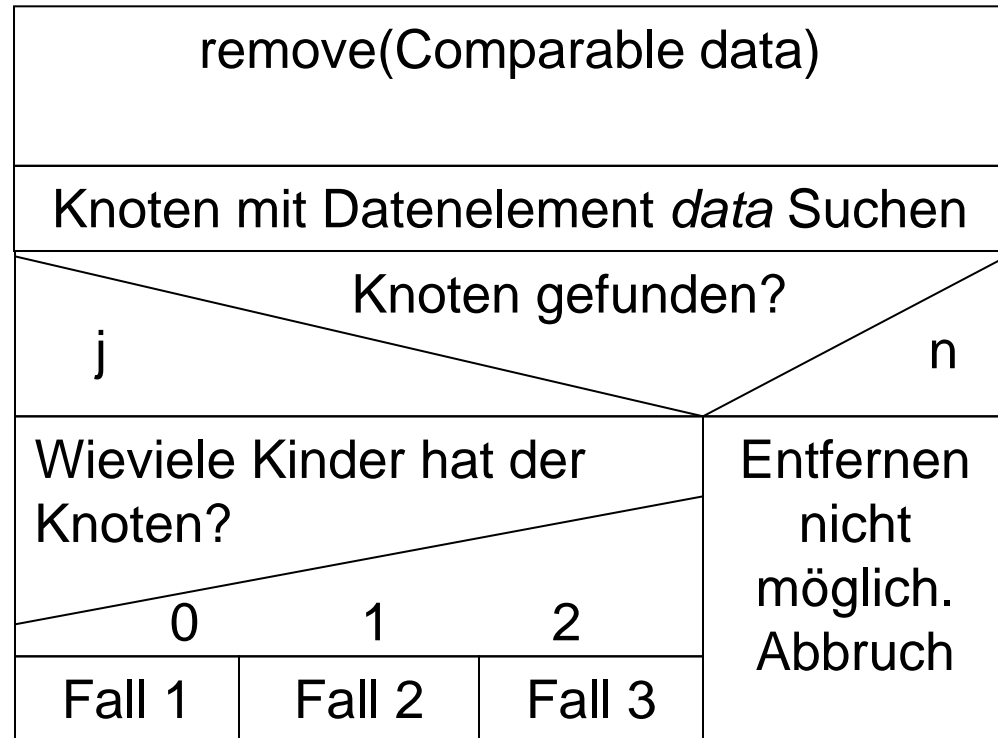 remove(Comparable data)
Knoten mit Datenelement data Suchen
Knoten gefunden?
j
n
Wieviele Kinder hat der
Knoten?
0 1 2
Fall 1 Fall 2 Fall 3
Entfernen
nicht
möglich.
Abbruch